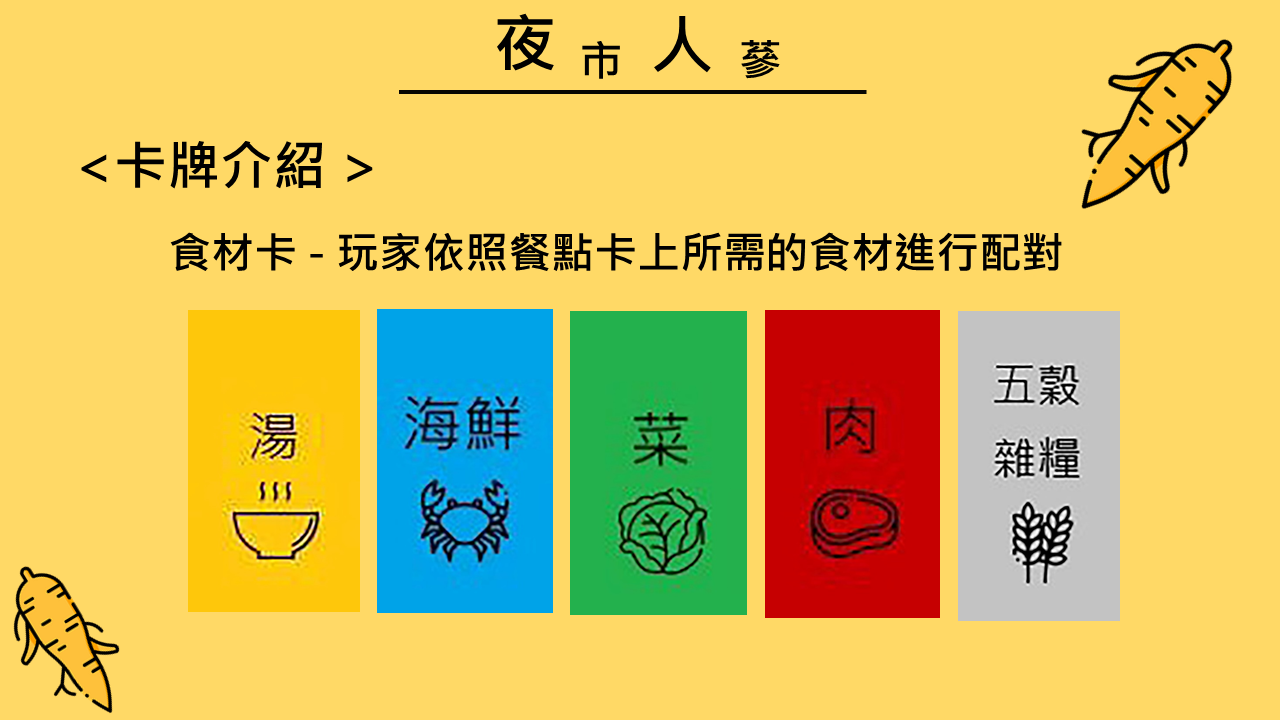 夜市人蔘
<卡牌介紹 >
食材卡 - 玩家依照餐點卡上所需的食材進行配對
湯
海鮮
菜
肉
五穀
雜糧